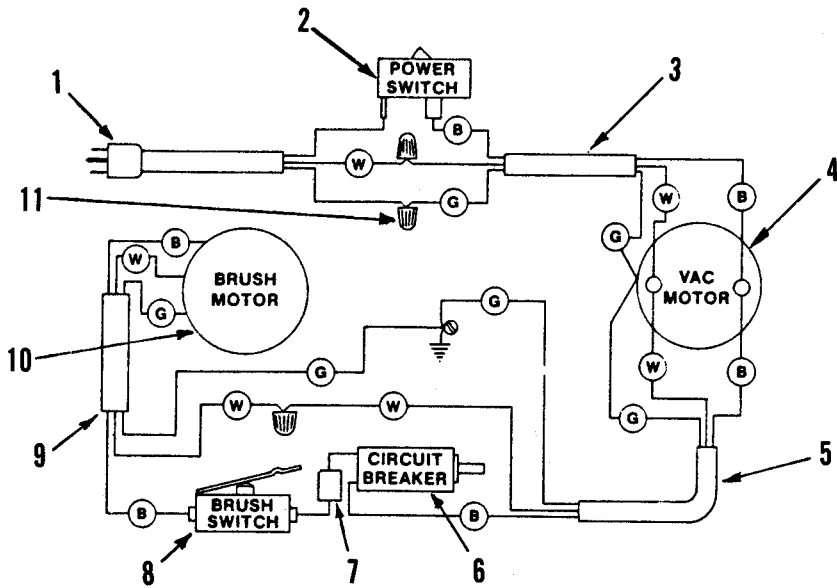 2
POWER
SWITCH
3
1
B
W
4
11
G
W
B
B
G
W
BRUSH
MOTOR
VAC
MOTOR
G
G
10
G
W
B
W
W
G
9
CIRCUIT
BREAKER
5
B
BRUSH
SWITCH
B
8
7
6